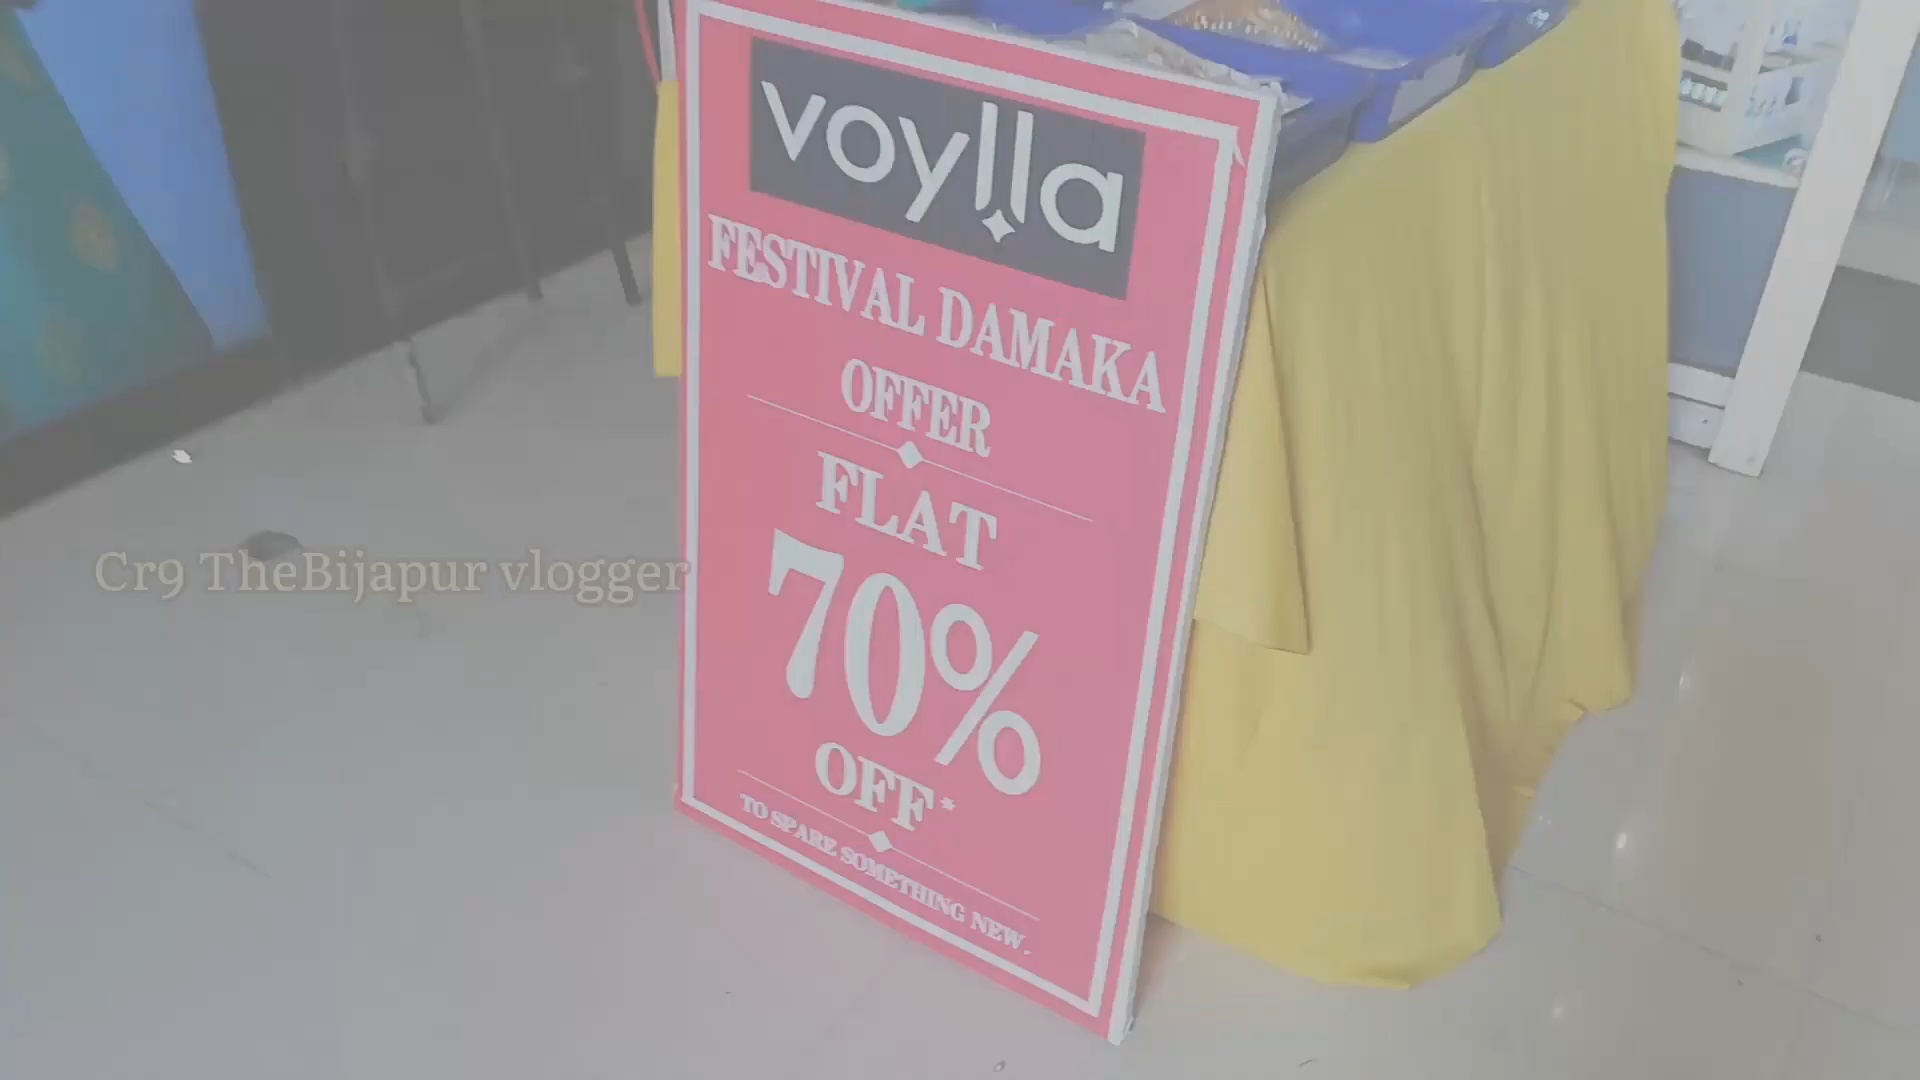 voylla
FESTIVAL DAMAKA
OFFER
FLAT
70%
OFF*
TO SPARE SOMETHING NEW.
Cr9 TheBijapur vlogger